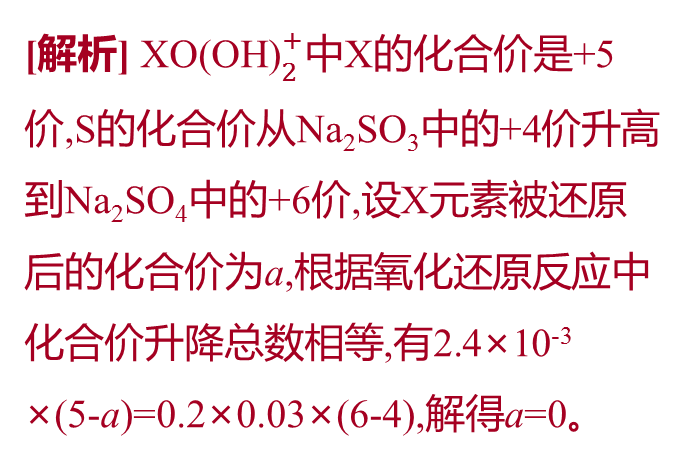 [解析] XO(OH)₂⁺中X的化合价是+5
价,S的化合价从Na₂SO₃中的+4价升高
到Na₂SO₄中的+6价,设X元素被还原
后的化合价为a,根据氧化还原反应中
化合价升降总数相等,有2.4×10⁻³
×(5-a)=0.2×0.03×(6-4),解得a=0。